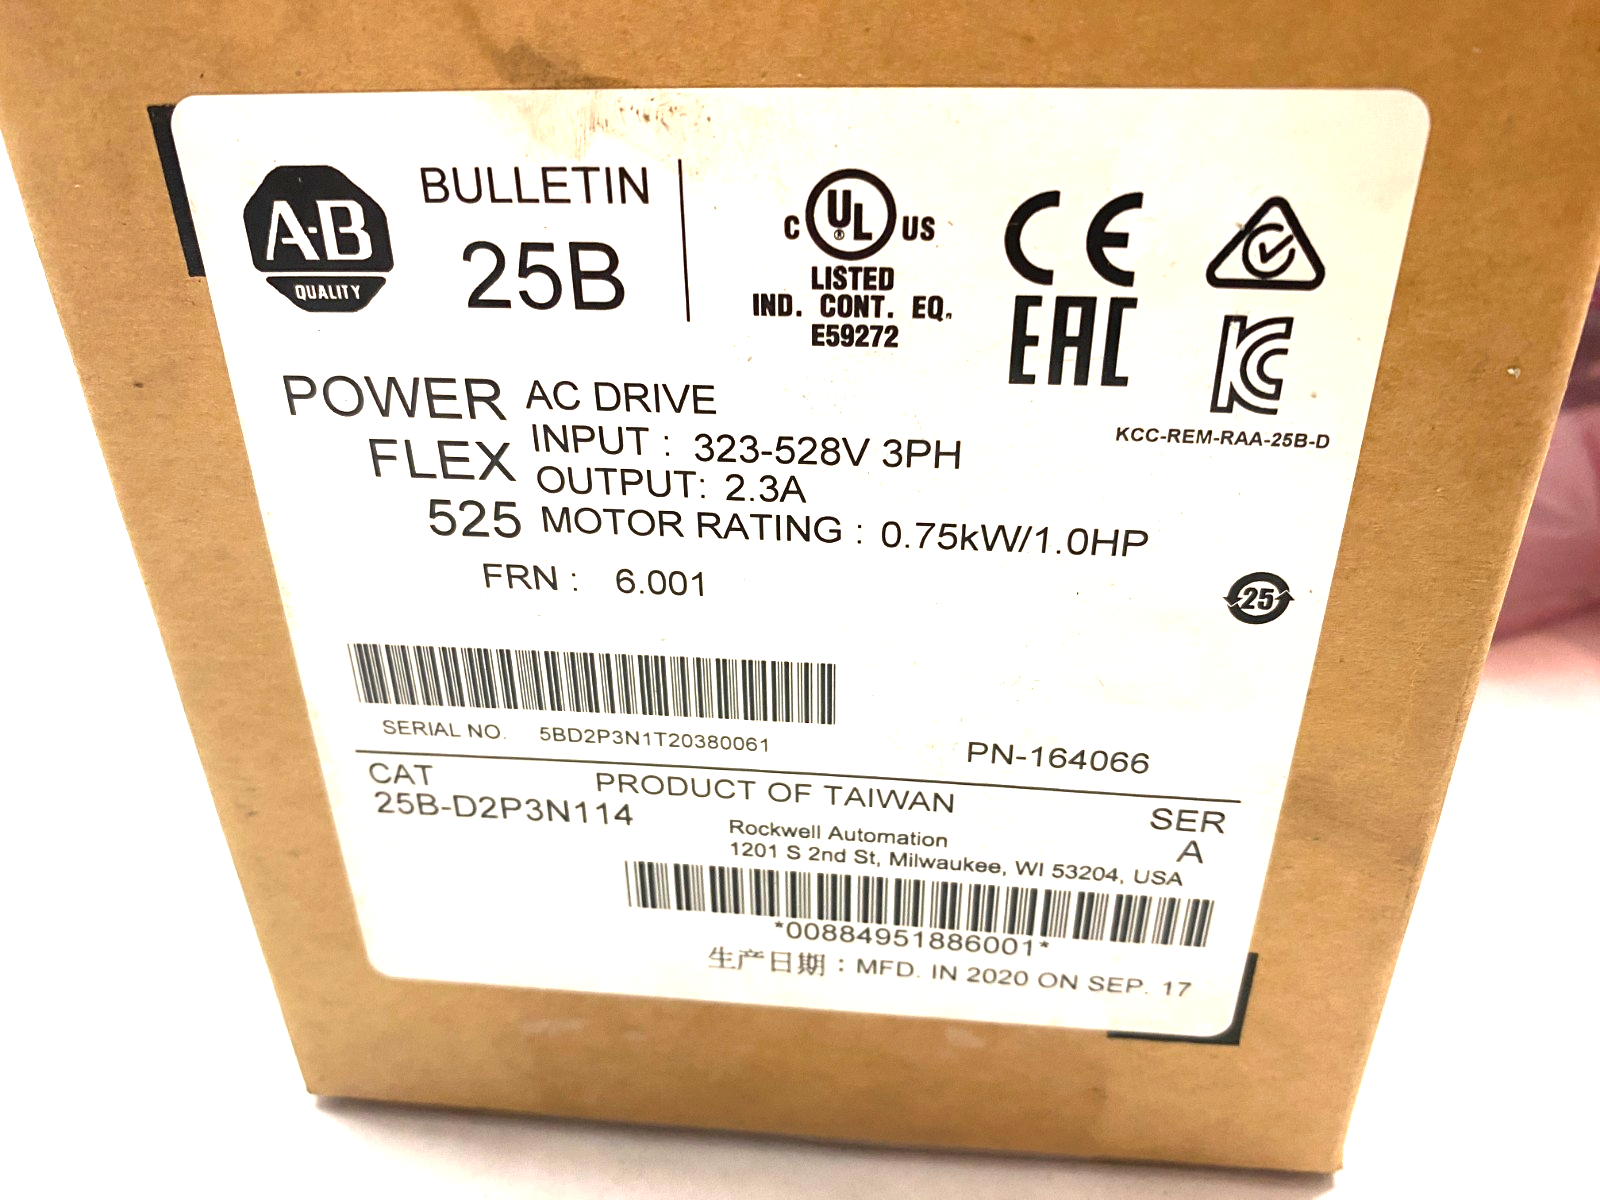 A-B
QUALITY
BULLETIN
25B
C UL US
®
LISTED
IND. CONT. EQ.
E59272
CE
EAC
KC
KCC-REM-RAA-25B-D
POWER
FLEX
525
AC DRIVE
INPUT : 323-528V 3PH
OUTPUT: 2.3A
MOTOR RATING : 0.75kW/1.0HP
FRN : 6.001
25
SERIAL NO. 5BD2P3N1T20380061
PN-164066
CAT
25B-D2P3N114
PRODUCT OF TAIWAN
SER
A
Rockwell Automation
1201 S 2nd St, Milwaukee, WI 53204, USA
*00884951886001*
生产日期 : MFD. IN 2020 ON SEP. 17